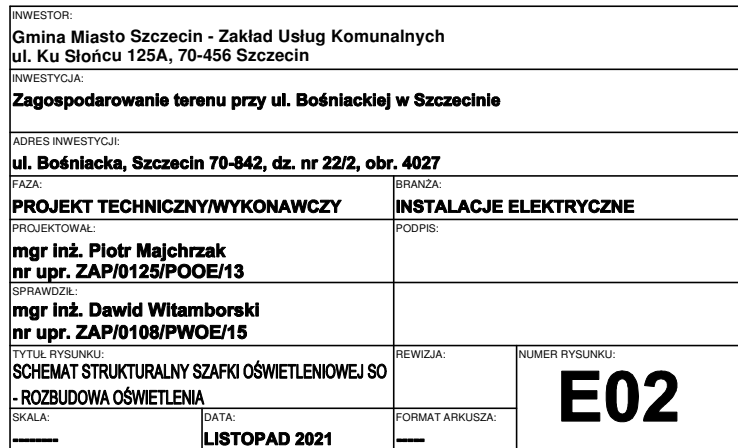 INWESTOR:
Gmina Miasto Szczecin - Zakład Usług Komunalnych
ul. Ku Słońcu 125A, 70-456 Szczecin
INWESTYCJA:
Zagospodarowanie terenu przy ul. Bośniackiej w Szczecinie
ADRES INWESTYCJI:
ul. Bośniacka, Szczecin 70-842, dz. nr 22/2, obr. 4027
FAZA:
PROJEKT TECHNICZNY/WYKONAWCZY
BRANŻA:
INSTALACJE ELEKTRYCZNE
PROJEKTOWAŁ:
mgr inż. Piotr Majchrzak
nr upr. ZAP/0125/POOE/13
PODPIS:
SPRAWDZIŁ:
mgr inż. Dawid Witamborski
nr upr. ZAP/0108/PWOE/15
TYTUŁ RYSUNKU:
SCHEMAT STRUKTURALNY SZAFKI OŚWIETLENIOWEJ SO
- ROZBUDOWA OŚWIETLENIA
REWIZJA:
NUMER RYSUNKU:
E02
SKALA:
--------
DATA:
LISTOPAD 2021
FORMAT ARKUSZA:
-----